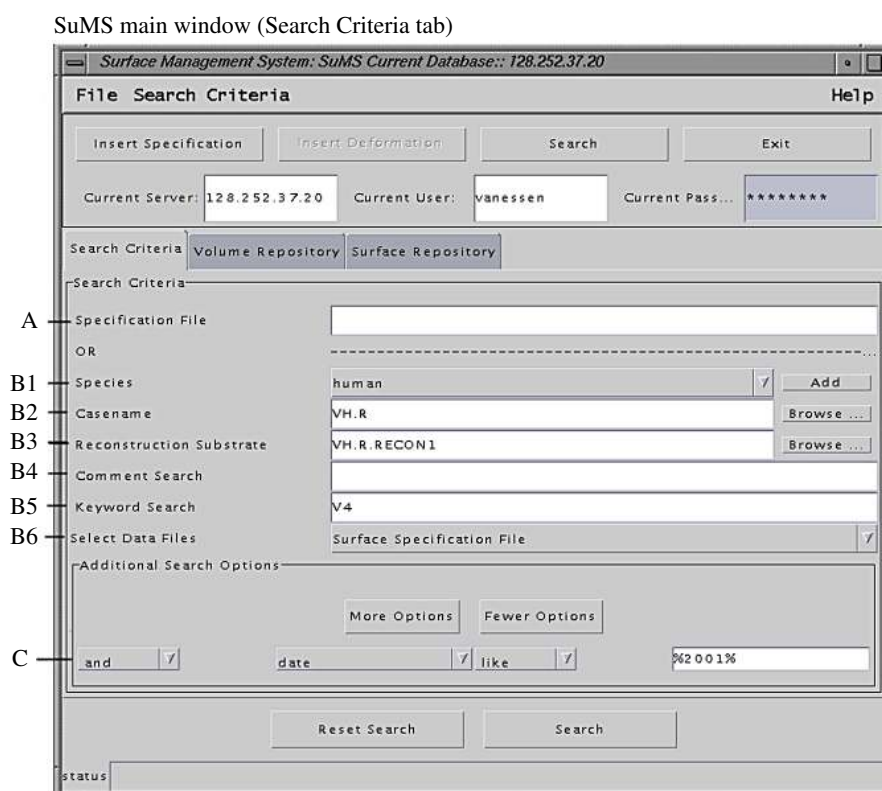 SuMS main window (Search Criteria tab)
Surface Management System: SuMS Current Database:: 128.252.37.20
File Search Criteria Help
Insert Specification Insert Deformation Search Exit
Current Server: 128.252.37.20 Current User: vanessen Current Pass... ********
Search Criteria Volume Repository Surface Repository
Search Criteria
A Specification File
OR ---------------------------------------------------------------...
B1 Species human Add
B2 Casename VH.R Browse ...
B3 Reconstruction Substrate VH.R.RECON1 Browse ...
B4 Comment Search
B5 Keyword Search V4
B6 Select Data Files Surface Specification File
Additional Search Options
More Options Fewer Options
C and date like %2001%
Reset Search Search
status